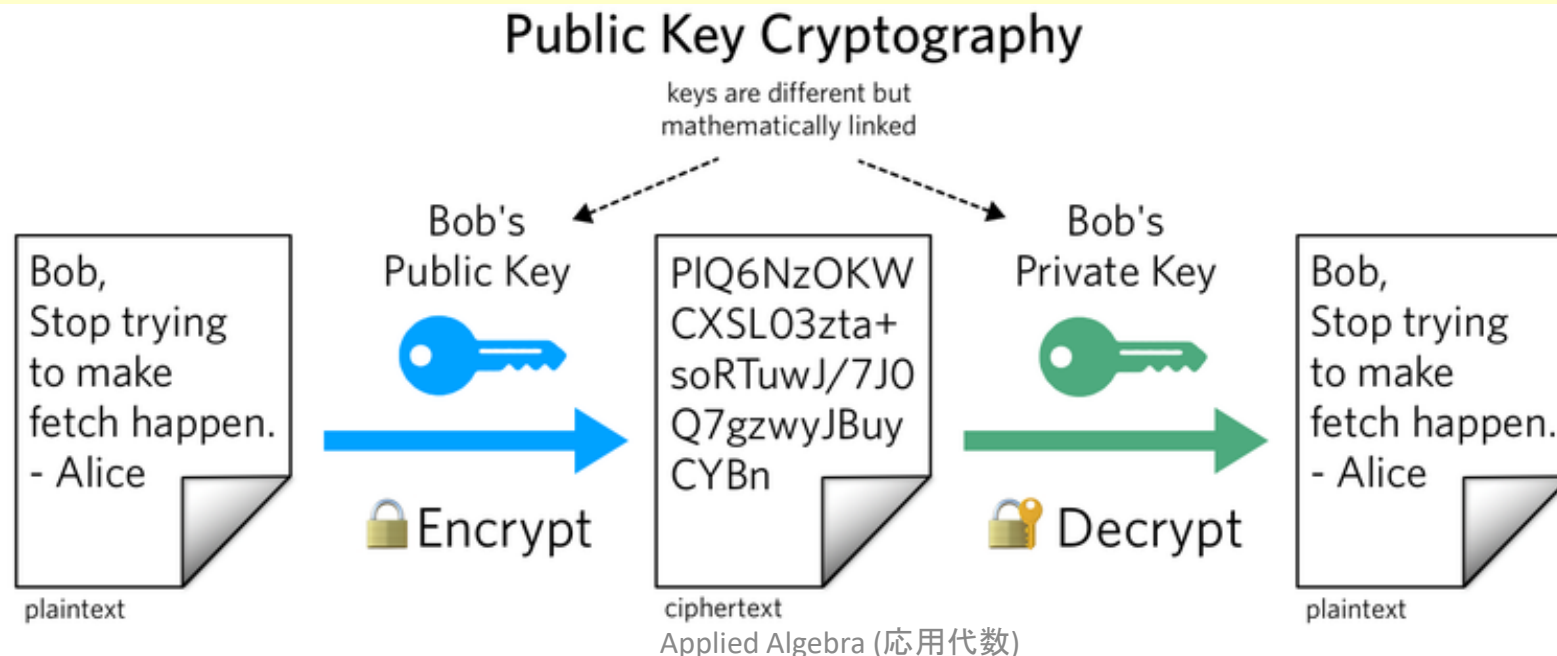 Public Key Cryptography
keys are different but
mathematically linked
Bob,
Stop trying
to make
fetch happen.
- Alice
plaintext
Bob's
Public Key
Encrypt
PlQ6NzOKW
CXSL03zta+
soRTuwJ/7J0
Q7gzwyJBuy
CYBn
ciphertext
Bob's
Private Key
Decrypt
Bob,
Stop trying
to make
fetch happen.
- Alice
plaintext
Applied Algebra (応用代数)